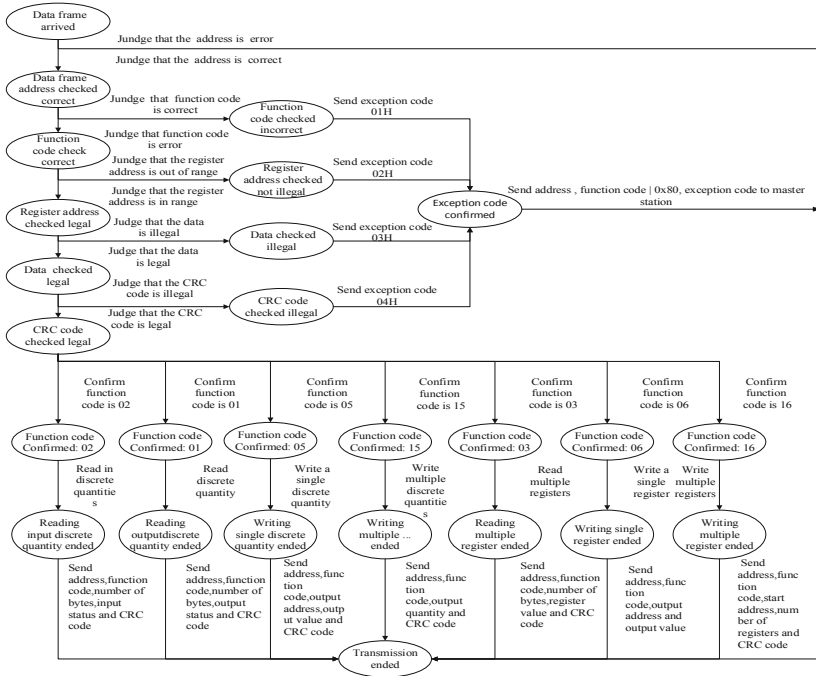 Data frame
arrived
Jundge that the address is error
Jundge that the address is correct
Data frame
address checked
correct
Jundge that function code
is correct
Function
code checked
incorrect
Send exception code
01H
Function
code check
correct
Jundge that function code
is error
Jundge that the register
address is out of range
Register
address checked
not illegal
Send exception code
02H
Jundge that the register
address is in range
Exception code
confirmed
Send address , function code | 0x80, exception code to master
station
Register address
checked legal
Judge that the data
is illegal
Data checked
illegal
Send exception code
03H
Judge that the data
is legal
Data checked
legal
Judge that the CRC
code is illegal
CRC code
checked illegal
Send exception code
04H
Judge that the CRC
code is legal
CRC code
checked legal
Confirm
function
code is 02
Confirm
function
code is 01
Confirm
function
code is 05
Confirm
function
code is 15
Confirm
function
code is 03
Confirm
function
code is 06
Confirm
function
code is 16
Function code
Confirmed: 02
Function code
Confirmed: 01
Function code
Confirmed: 05
Function code
Confirmed: 15
Function code
Confirmed: 03
Function code
Confirmed: 06
Function code
Confirmed: 16
Read in
discrete
quantitie
s
Read
discrete
quantity
Write a
single
discrete
quantity
Write
multiple
discrete
quantitie
s
Read
multiple
registers
Write a
single
register
Write
multiple
registers
Reading
input discrete
quantity ended
Reading
outputdiscrete
quantity ended
Writing
single discrete
quantity ended
Writing
multiple ...
ended
Reading
multiple
register ended
Writing single
register ended
Writing
multiple
register ended
Send
address,function
code,number of
bytes,input
status and CRC
code
Send
address,function
code,number of
bytes,output
status and CRC
code
Send
address,func
tion
code,output
address,outp
ut value and
CRC code
Send
address,func
tion
code,output
quantity and
CRC code
Send
address,function
code,number of
bytes,register
value and CRC
code
Send
address,func
tion
code,output
address and
output value
Send
address,func
tion
code,start
address,num
ber of
registers and
CRC code
Transmission
ended